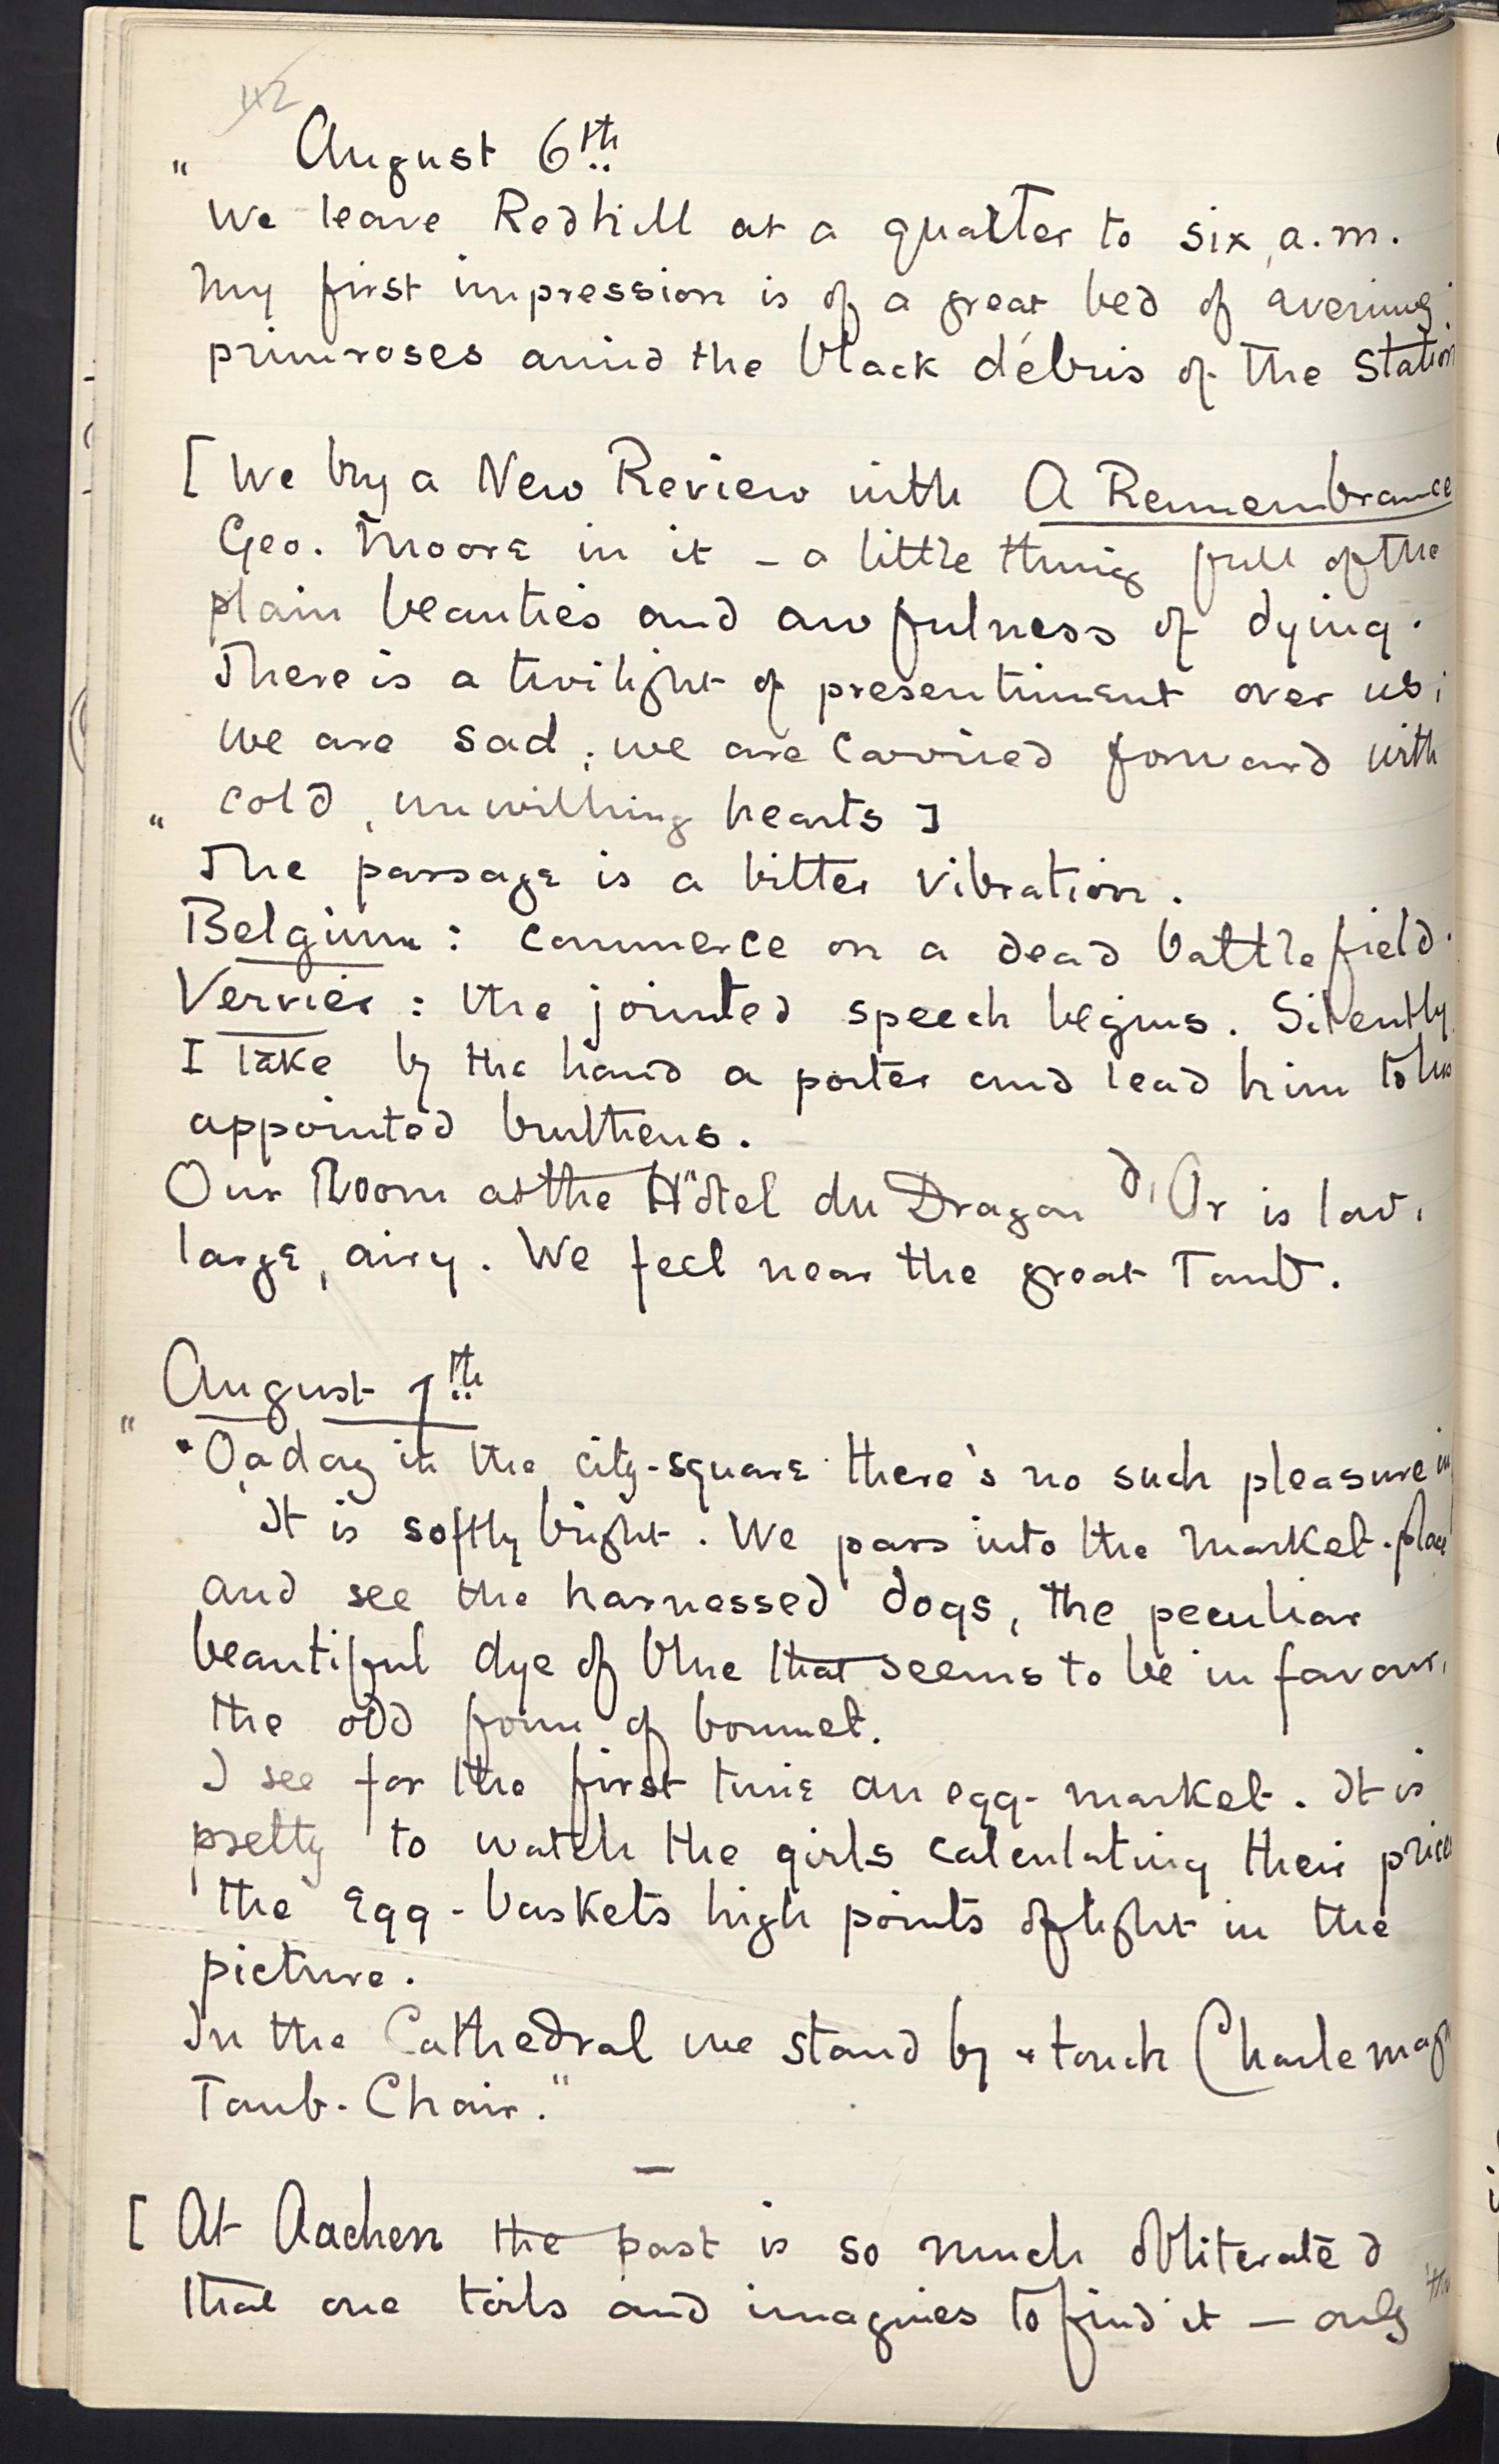 42
" August 6th
We leave Redhill at a quarter to six, a.m.
My first impression is of a great bed of evening
primroses amid the black débris of the station
[We buy a New Review with A Remembrance
Geo. Moore in it – a little thing full of the
plain beauties and awfulness of dying.
There is a twilight of presentiment over us;
we are sad; we are carried forward with
" cold, unwilling hearts]
The passage is a bitter vibration.
Belgium: commerce on a dead battlefield.
Vervier: the jointed speech begins. Silently
I take by the hand a porter and lead him to his
appointed burthens.
Our Room at the Hôtel du Dragon d'Or is low,
large, airy. We feel near the great Tomb.
August 7th
" "O a day in the city-square there's no such pleasure in
It is softly bright. We pass into the market-place
and see the harnessed dogs, the peculiar
beautiful dye of blue that seems to be in favour,
the odd form of bonnet.
I see for the first time an egg-market. It is
pretty to watch the girls calculating their price
the egg-baskets high points of light in the
picture.
In the Cathedral we stand by & touch
Tomb-Chair."
[At Aachen the past is so much obliterated
that one toils and imagines to find it – only the